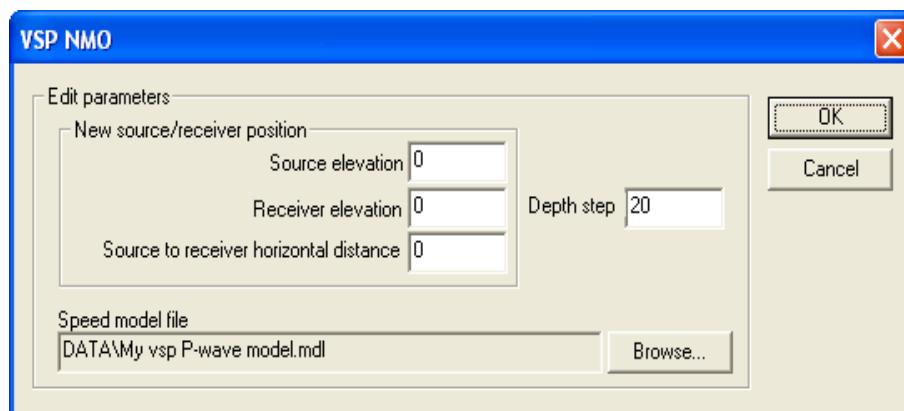 VSP NMO
Edit parameters
New source/receiver position
Source elevation 0
Receiver elevation 0
Source to receiver horizontal distance 0
Depth step 20
Speed model file
DATA\My vsp P-wave model.mdl
Browse...
OK
Cancel